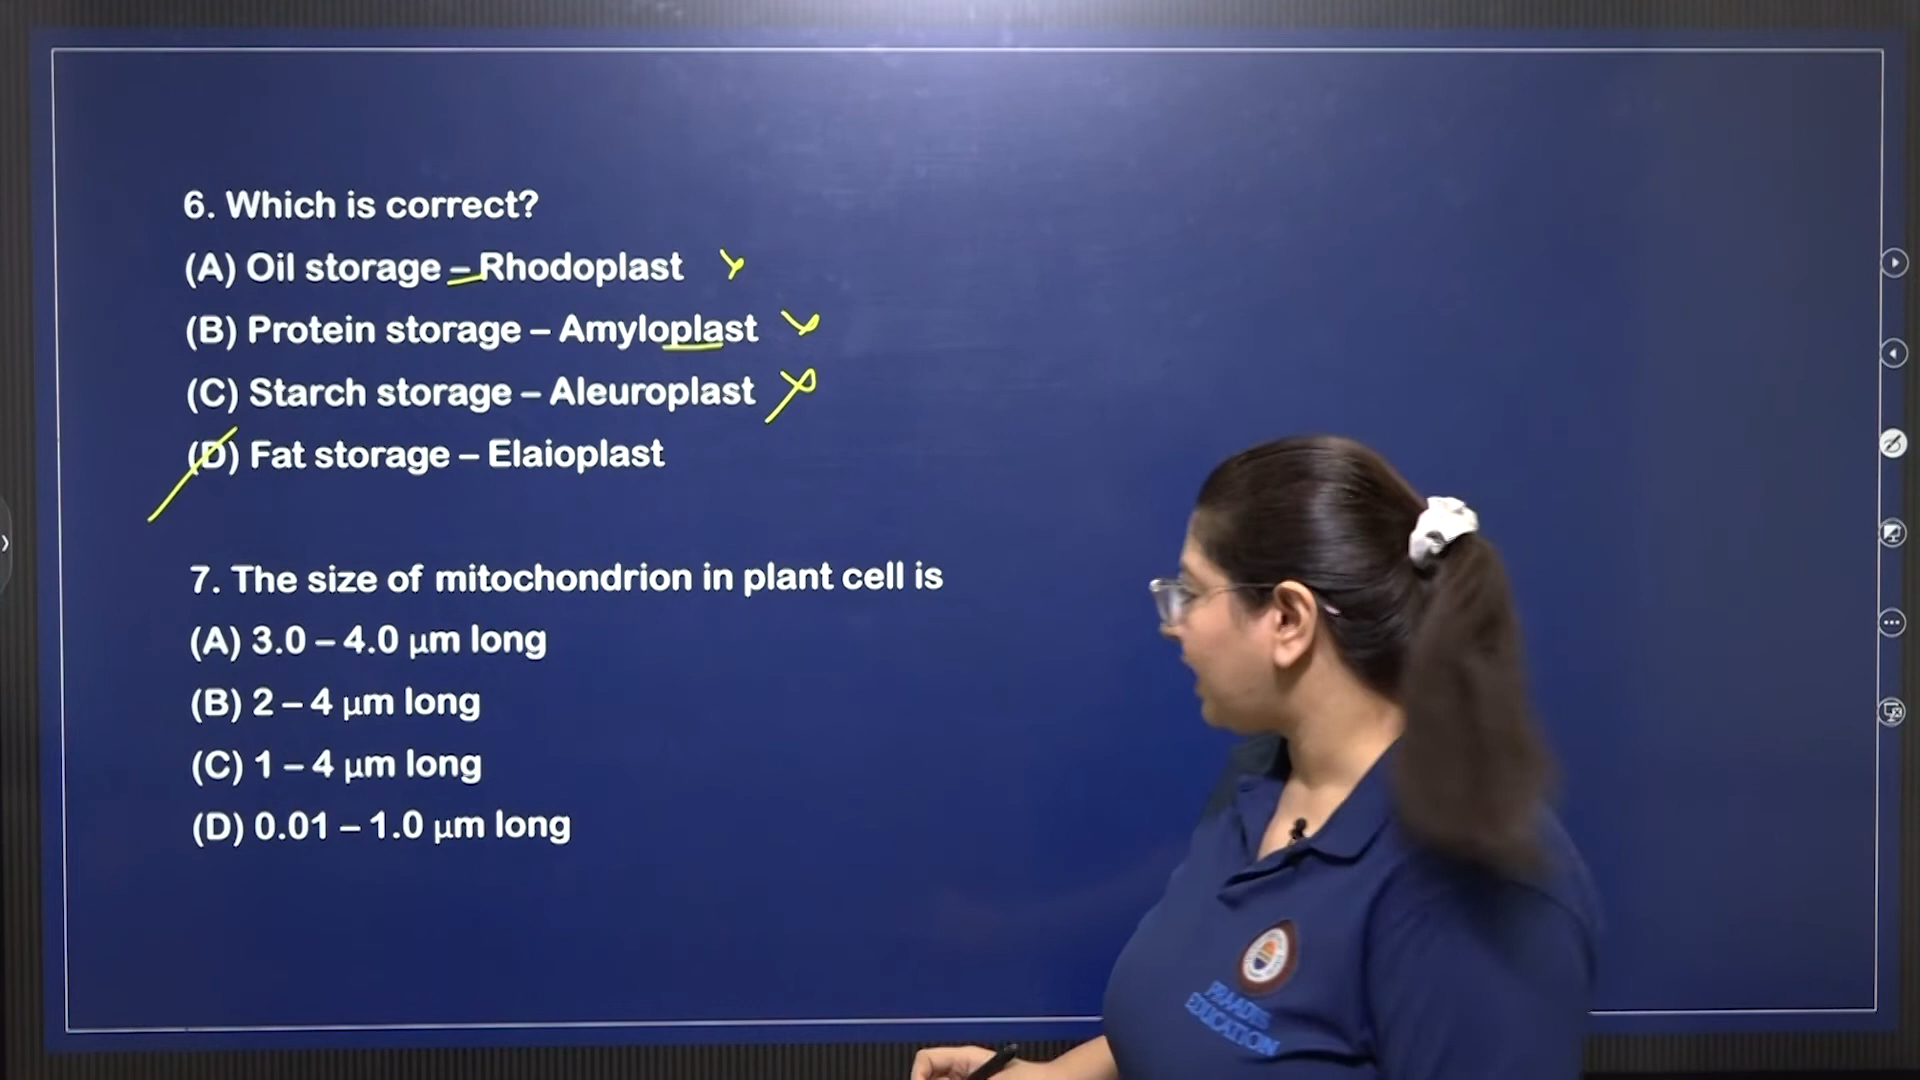 6. Which is correct?
(A) Oil storage – Rhodoplast
(B) Protein storage – Amyloplast
(C) Starch storage – Aleuroplast
(D) Fat storage – Elaioplast
7. The size of mitochondrion in plant cell is
(A) 3.0 – 4.0 μm long
(B) 2 – 4 μm long
(C) 1 – 4 μm long
(D) 0.01 – 1.0 μm long
EDUCATION